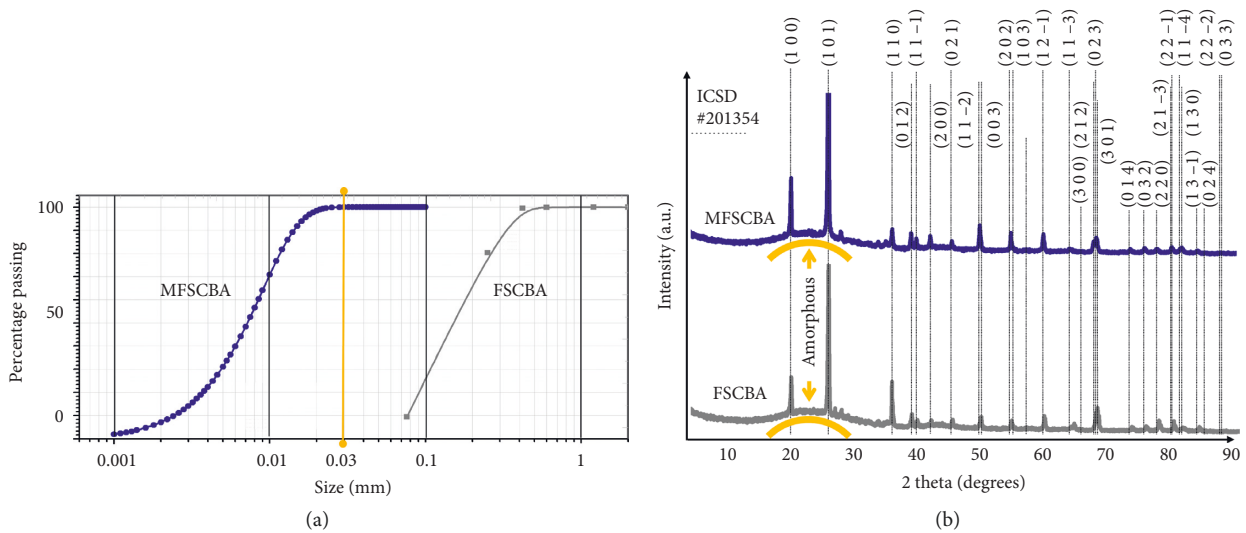 Percentage passing
100
50
0
MFSCBA
FSCBA
0.001
0.01
0.03
0.1
1
Size (mm)
(a)
Intensity (a.u.)
ICSD
#201354
MFSCBA
Amorphous
FSCBA
(1 0 0)
(1 0 1)
(1 1 0)
(0 1 2)
(1 1 −1)
(2 0 0)
(0 2 1)
(1 1 −2)
(0 0 3)
(2 0 2)
(1 0 3)
(1 2 −1)
(1 1 −3)
(3 0 0)
(2 1 2)
(0 2 3)
(3 0 1)
(0 1 4)
(0 3 2)
(2 2 0)
(2 1 −3)
(2 2 −1)
(1 1 −4)
(1 3 0)
(1 3 −1)
(0 2 4)
(2 2 −2)
(0 3 3)
10 20 30 40 50 60 70 80 90
2 theta (degrees)
(b)